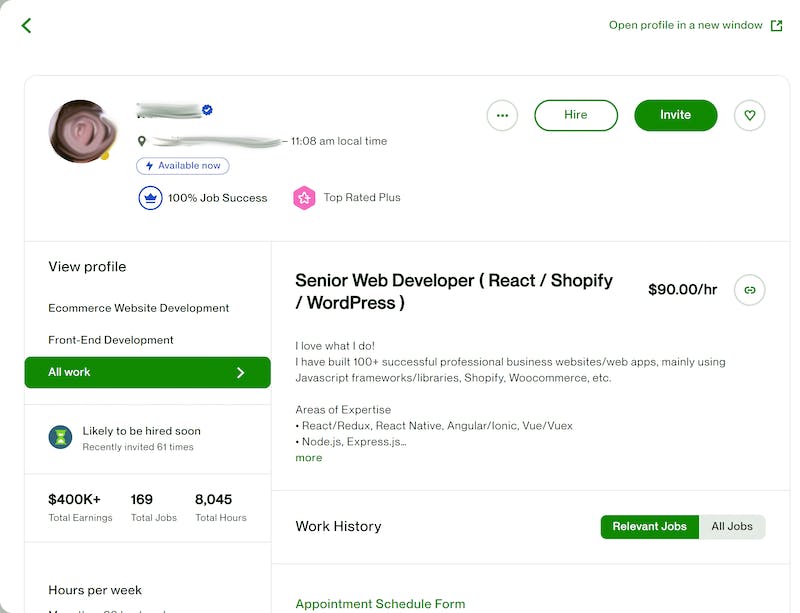 Open profile in a new window
Hire
Invite
– 11:08 am local time
Available now
100% Job Success
Top Rated Plus
View profile
Ecommerce Website Development
Front-End Development
All work
Likely to be hired soon
Recently invited 61 times
$400K+
Total Earnings
169
Total Jobs
8,045
Total Hours
Hours per week
Senior Web Developer ( React / Shopify
/ WordPress )
$90.00/hr
I love what I do!
I have built 100+ successful professional business websites/web apps, mainly using
Javascript frameworks/libraries, Shopify, Woocommerce, etc.
Areas of Expertise
• React/Redux, React Native, Angular/Ionic, Vue/Vuex
• Node.js, Express.js…
more
Work History
Relevant Jobs
All Jobs
Appointment Schedule Form